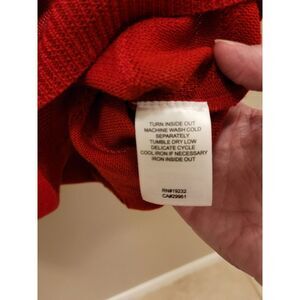 TURN INSIDE OUT
MACHINE WASH COLD
SEPARATELY
TUMBLE DRY LOW
DELICATE CYCLE
COOL IRON IF NECESSARY
IRON INSIDE OUT
RN#19232
CA#29961